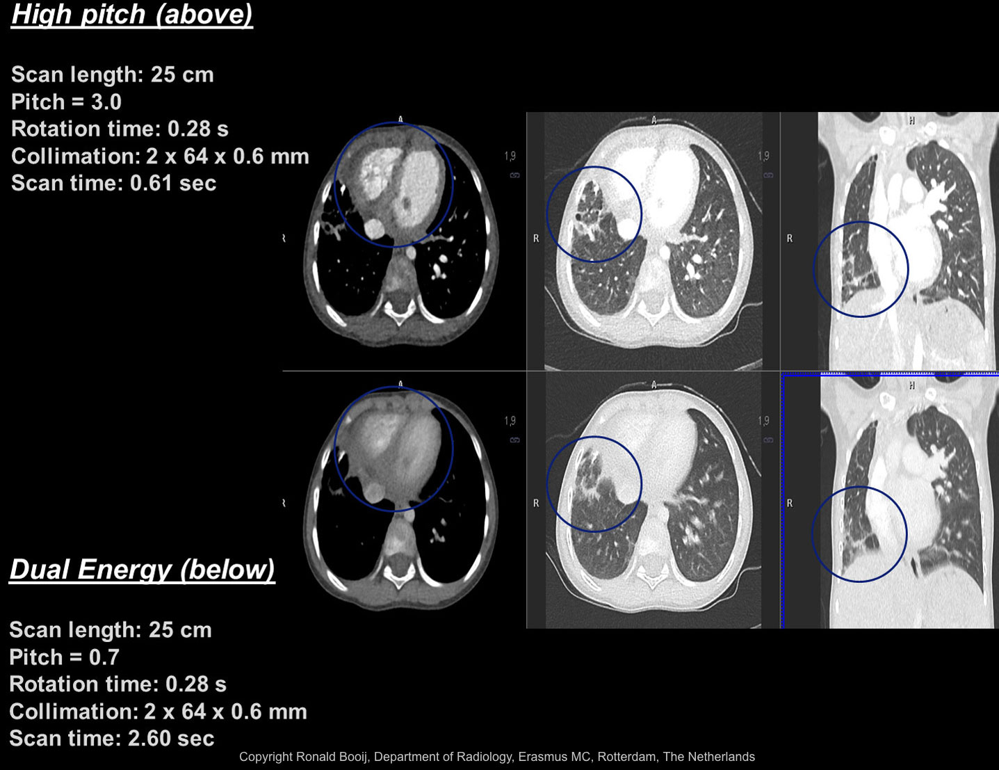 High pitch (above)
Scan length: 25 cm
Pitch = 3.0
Rotation time: 0.28 s
Collimation: 2 x 64 x 0.6 mm
Scan time: 0.61 sec
A
A
H
1,9
1,9
R
R
R
A
A
H
1,9
1,9
R
R
R
Dual Energy (below)
Scan length: 25 cm
Pitch = 0.7
Rotation time: 0.28 s
Collimation: 2 x 64 x 0.6 mm
Scan time: 2.60 sec
Copyright Ronald Booij, Department of Radiology, Erasmus MC, Rotterdam, The Netherlands